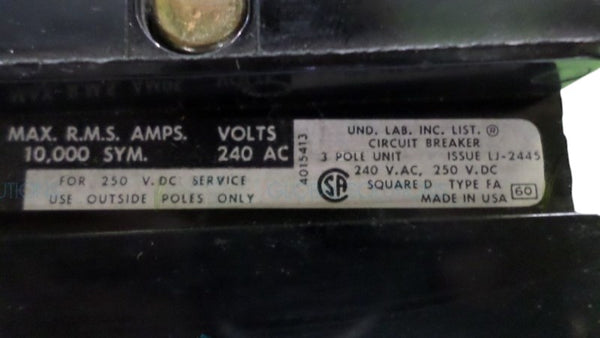 MAX. R.M.S. AMPS. VOLTS
10,000 SYM. 240 AC
FOR 250 V.DC SERVICE
USE OUTSIDE POLES ONLY
4015413
UND. LAB. INC. LIST. ®
CIRCUIT BREAKER
3 POLE UNIT ISSUE LJ-2445
240 V.AC, 250 V.DC
SA SQUARE D TYPE FA 60
MADE IN USA